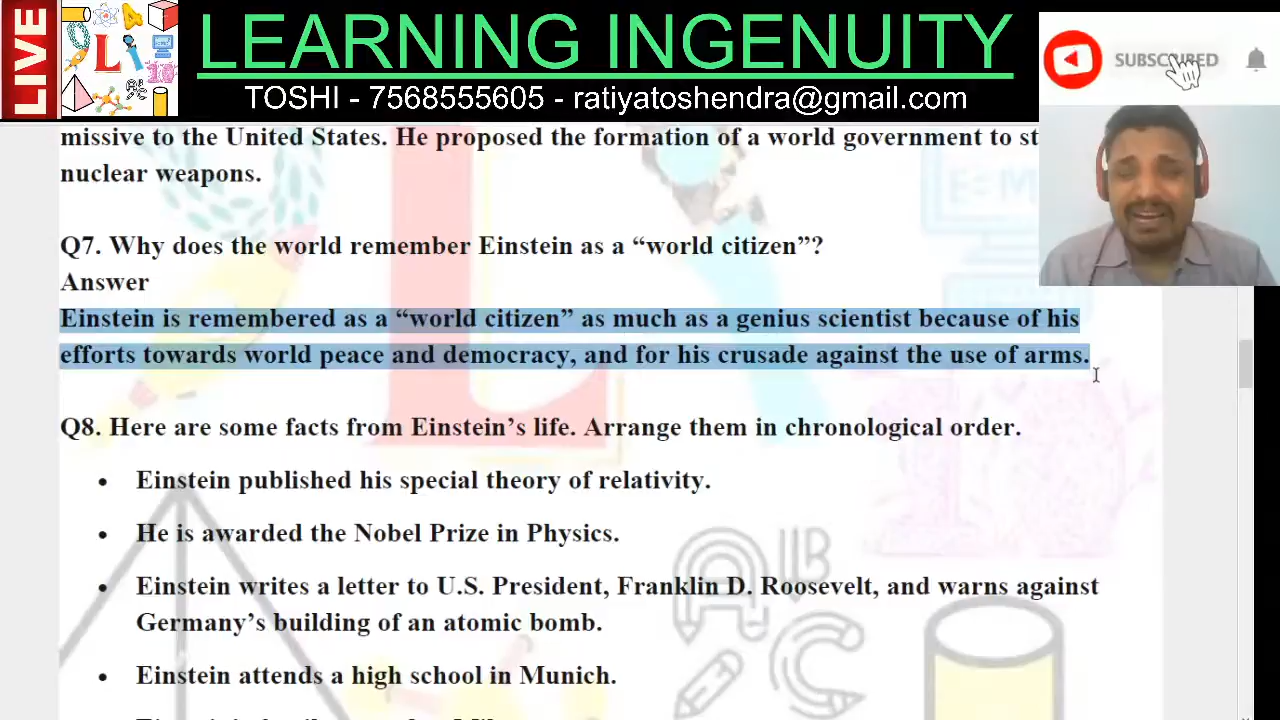 LIVE
LEARNING INGENUITY
TOSHI - 7568555605 - ratiyatoshendra@gmail.com
SUBSCRIBED
missive to the United States. He proposed the formation of a world government to st
nuclear weapons.
Q7. Why does the world remember Einstein as a “world citizen”?
Answer
Einstein is remembered as a “world citizen” as much as a genius scientist because of his
efforts towards world peace and democracy, and for his crusade against the use of arms.
Q8. Here are some facts from Einstein’s life. Arrange them in chronological order.
• Einstein published his special theory of relativity.
• He is awarded the Nobel Prize in Physics.
• Einstein writes a letter to U.S. President, Franklin D. Roosevelt, and warns against
Germany’s building of an atomic bomb.
• Einstein attends a high school in Munich.